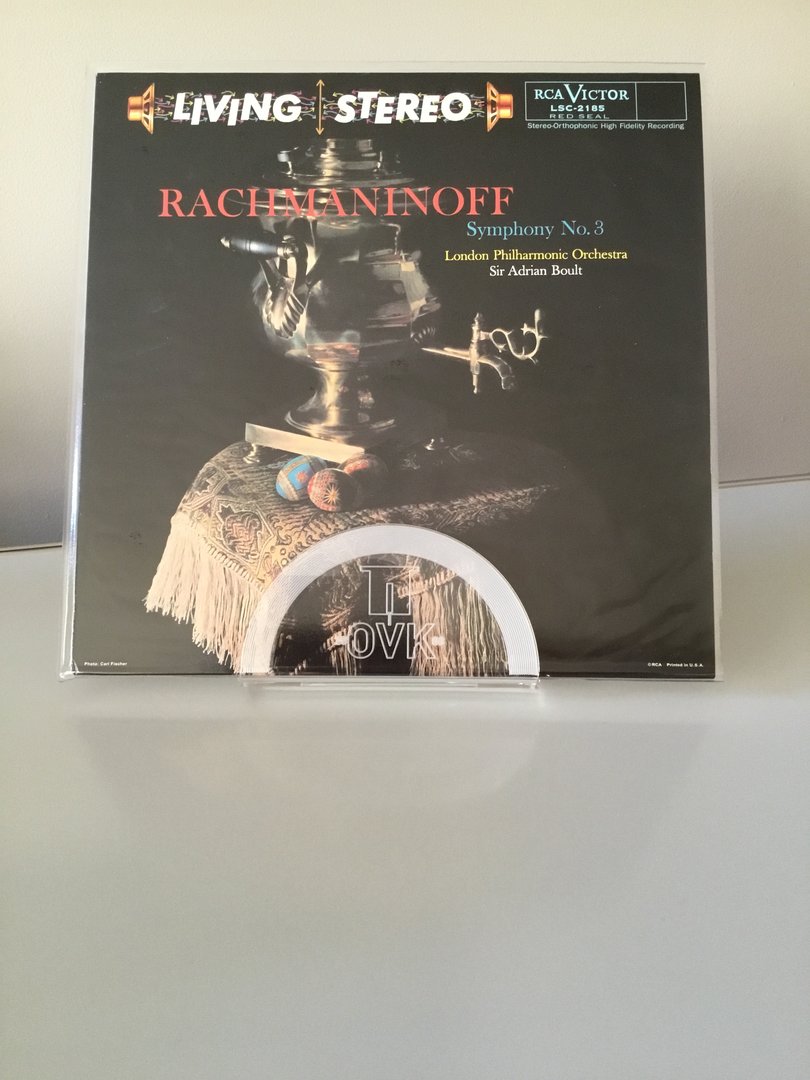 LIVING STEREO
RCA VICTOR
LSC-2185
RED SEAL
Stereo-Orthophonic High Fidelity Recording
RACHMANINOFF
Symphony No. 3
London Philharmonic Orchestra
Sir Adrian Boult
OVK
Photo: Carl Fischer
©RCA Printed in U.S.A.